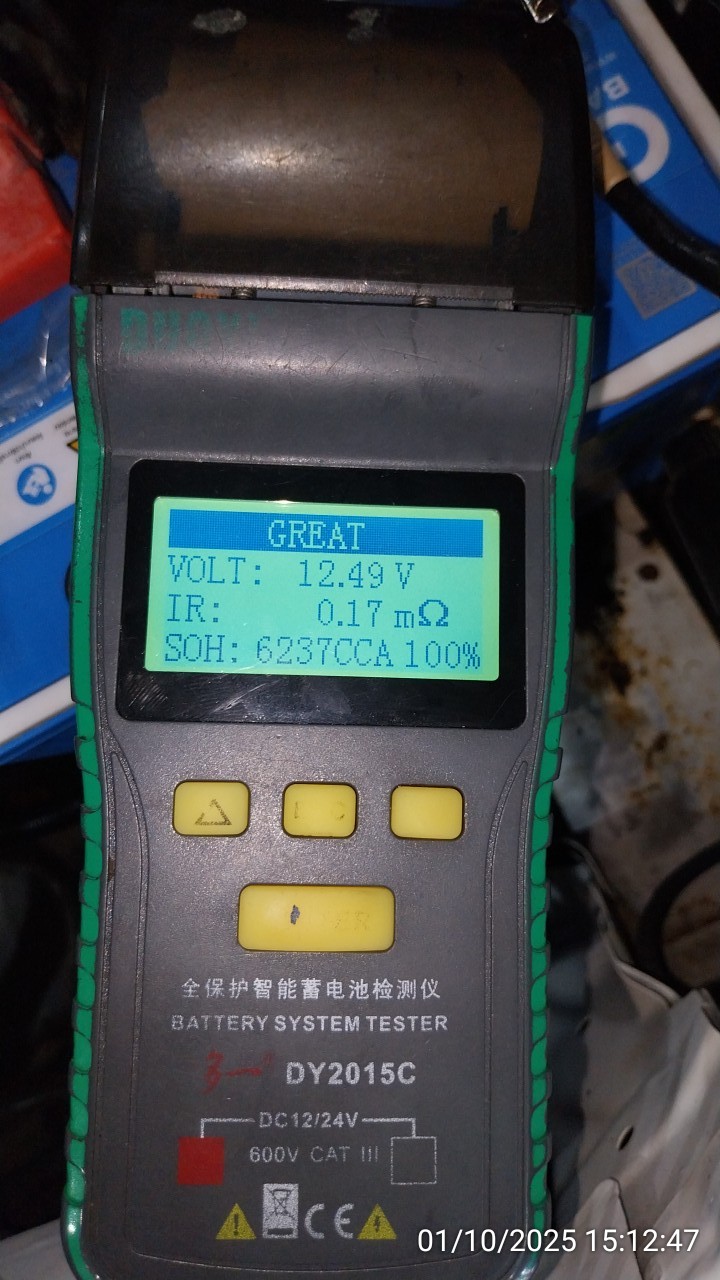 GREAT
VOLT: 12.49 V
IR: 0.17 mΩ
SOH: 6237CCA 100%
全保护智能蓄电池检测仪
BATTERY SYSTEM TESTER
DY2015C
DC12/24V
600V CAT III
CE
01/10/2025 15:12:47